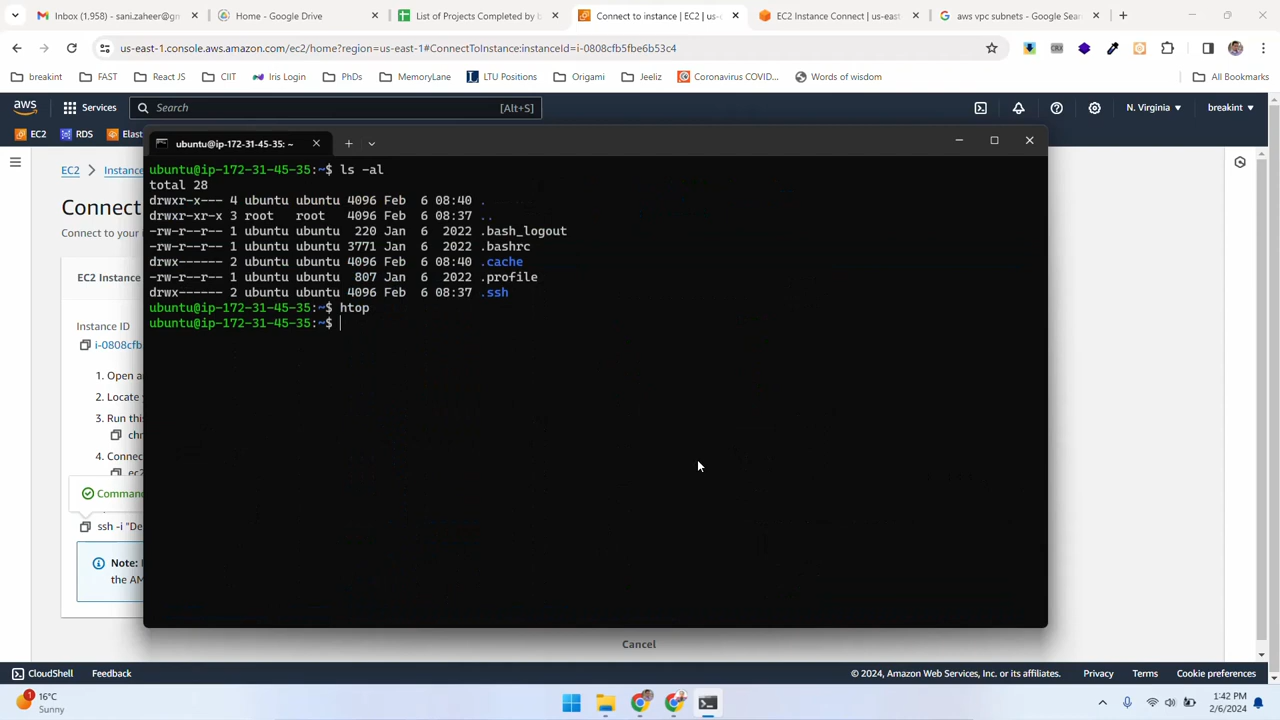 Inbox (1,958) - sani.zaheer@gn
Home - Google Drive
List of Projects Completed by b
Connect to instance | EC2 | us-e
EC2 Instance Connect | us-east
aws vpc subnets - Google Sear
us-east-1.console.aws.amazon.com/ec2/home?region=us-east-1#ConnectToInstance:instanceId=i-0808cfb5fbe6b53c4
breakint
FAST
React JS
CIIT
Iris Login
PhDs
MemoryLane
LTU Positions
Origami
Jeeliz
Coronavirus COVID...
Words of wisdom
All Bookmarks
aws
Services
Search
[Alt+S]
N. Virginia
breakint
EC2
RDS
Elast
ubuntu@ip-172-31-45-35: ~
EC2
Instance
Connect
Connect to your i
EC2 Instance
Instance ID
i-0808cfb
1. Open a
2. Locate
3. Run this
chr
4. Connec
ec2
Command
ssh -i "De
Note: I
the AM
ubuntu@ip-172-31-45-35:~$ ls -al
total 28
drwxr-x--- 4 ubuntu ubuntu 4096 Feb  6 08:40 .
drwxr-xr-x 3 root   root   4096 Feb  6 08:37 ..
-rw-r--r-- 1 ubuntu ubuntu  220 Jan  6  2022 .bash_logout
-rw-r--r-- 1 ubuntu ubuntu 3771 Jan  6  2022 .bashrc
drwx------ 2 ubuntu ubuntu 4096 Feb  6 08:40 .cache
-rw-r--r-- 1 ubuntu ubuntu  807 Jan  6  2022 .profile
drwx------ 2 ubuntu ubuntu 4096 Feb  6 08:37 .ssh
ubuntu@ip-172-31-45-35:~$ htop
ubuntu@ip-172-31-45-35:~$
Cancel
CloudShell
Feedback
© 2024, Amazon Web Services, Inc. or its affiliates.
Privacy
Terms
Cookie preferences
1
16°C
Sunny
1:42 PM
2/6/2024